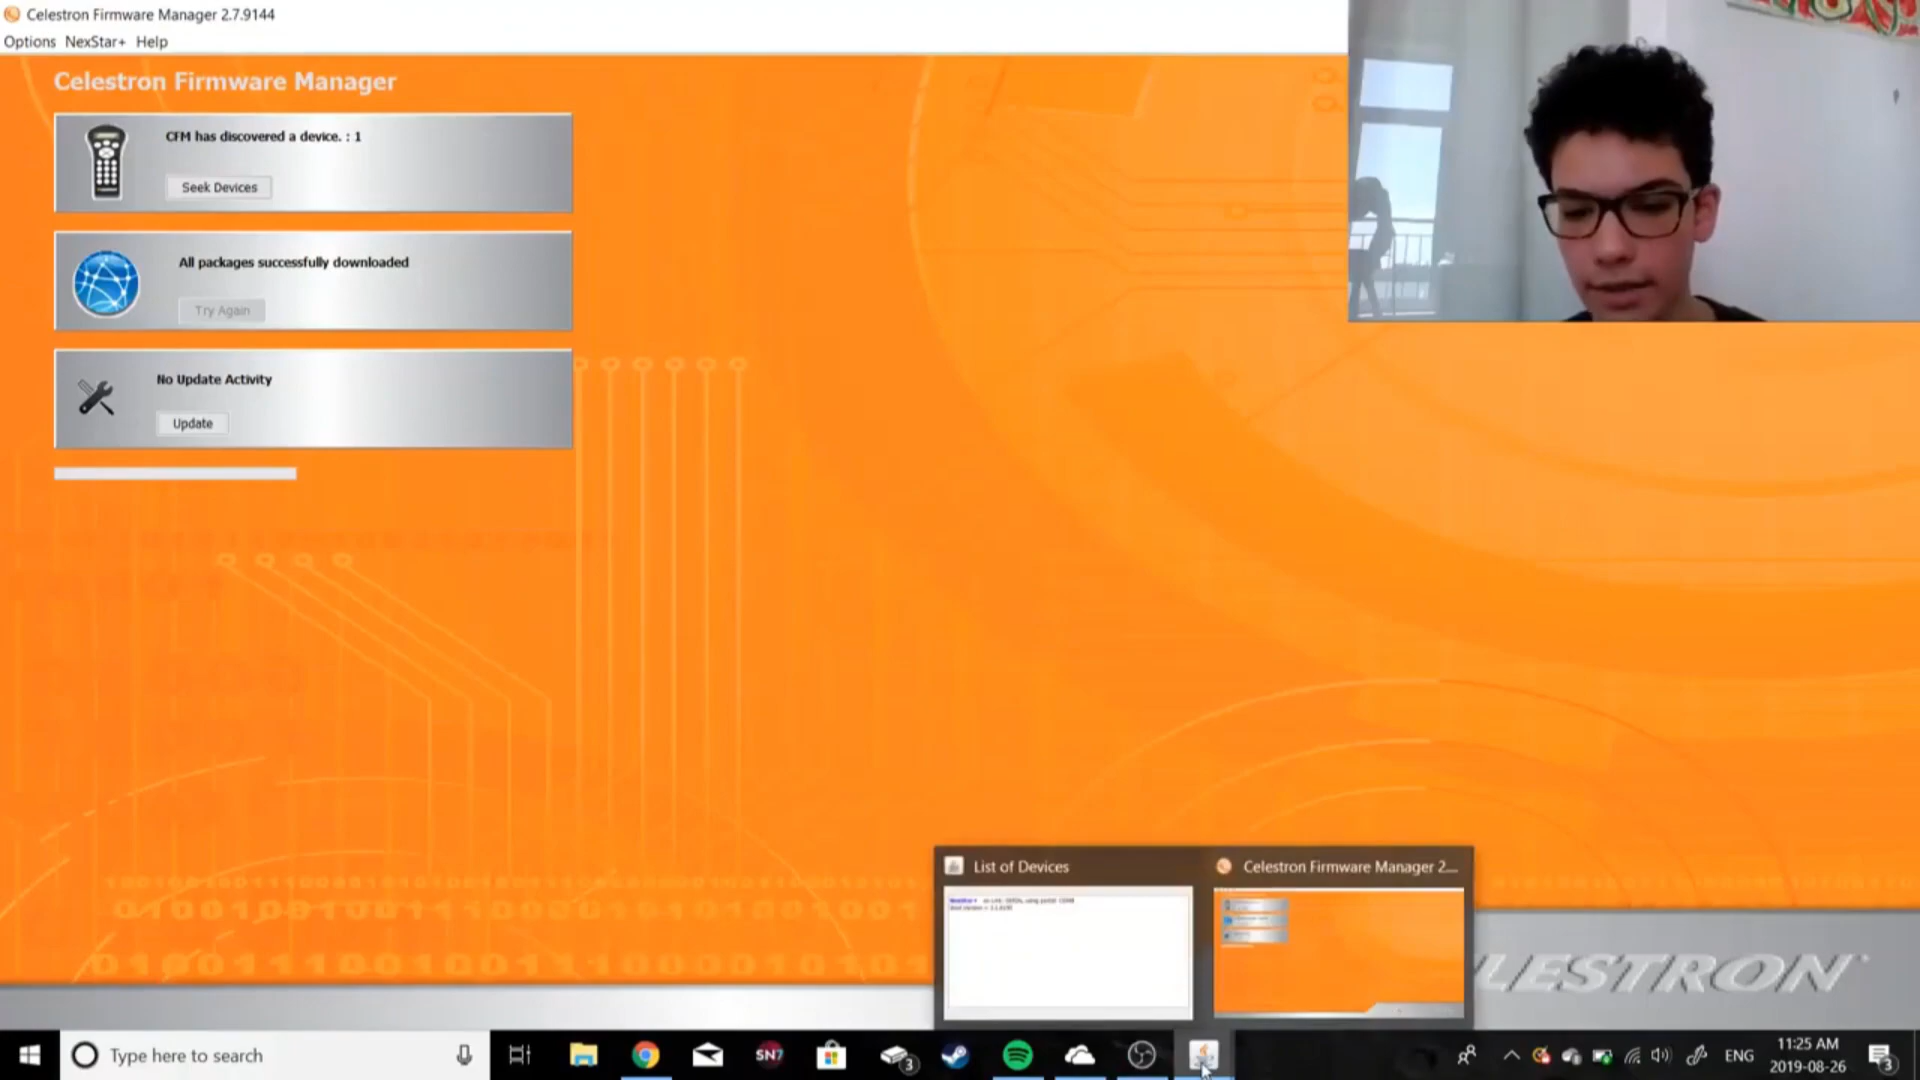 Celestron Firmware Manager 2.7.9144
Options NexStar+ Help
Celestron Firmware Manager
CFM has discovered a device. : 1
Seek Devices
All packages successfully downloaded
Try Again
No Update Activity
Update
List of Devices
Celestron Firmware Manager 2...
LESTRON
Type here to search
SN7
3
ENG
11:25 AM
2019-08-26
3